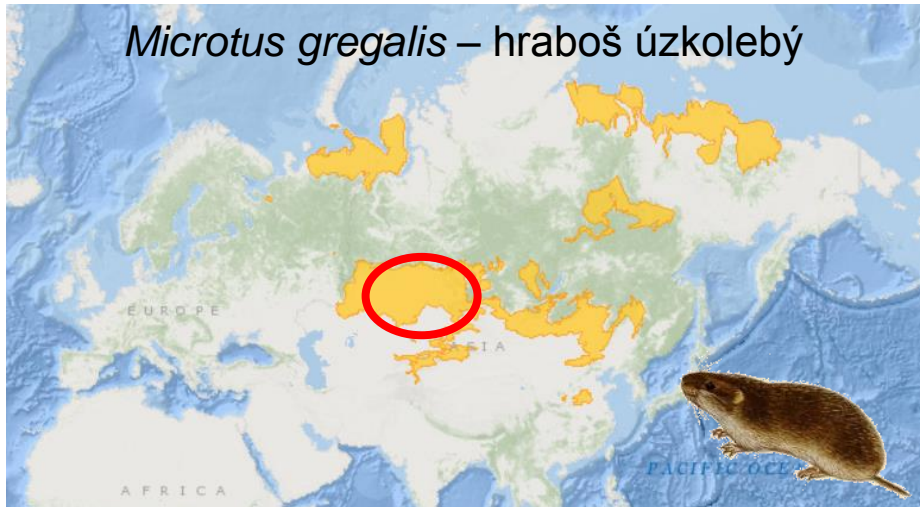 Microtus gregalis – hraboš úzkolebý
EUROPE
ASIA
PACIFIC OCE
AFRICA